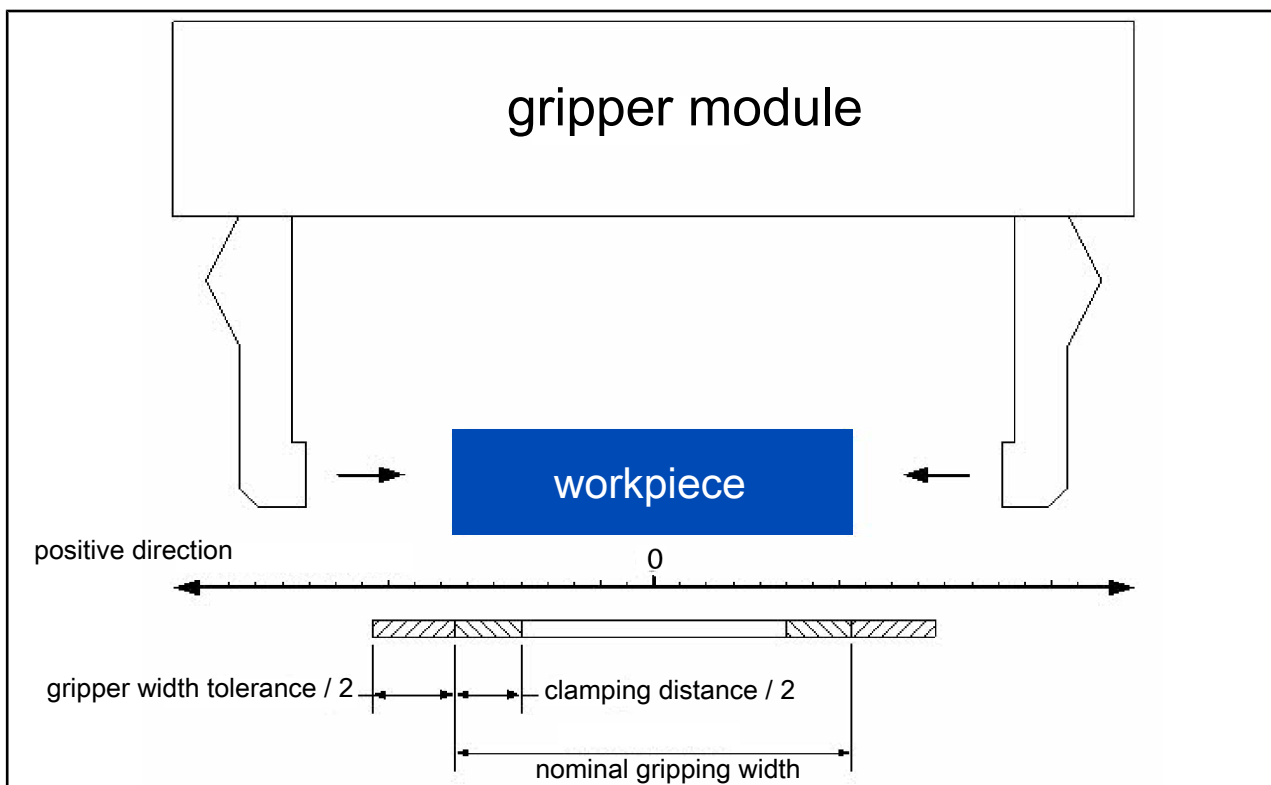 gripper module
workpiece
positive direction
0
gripper width tolerance / 2
clamping distance / 2
nominal gripping width